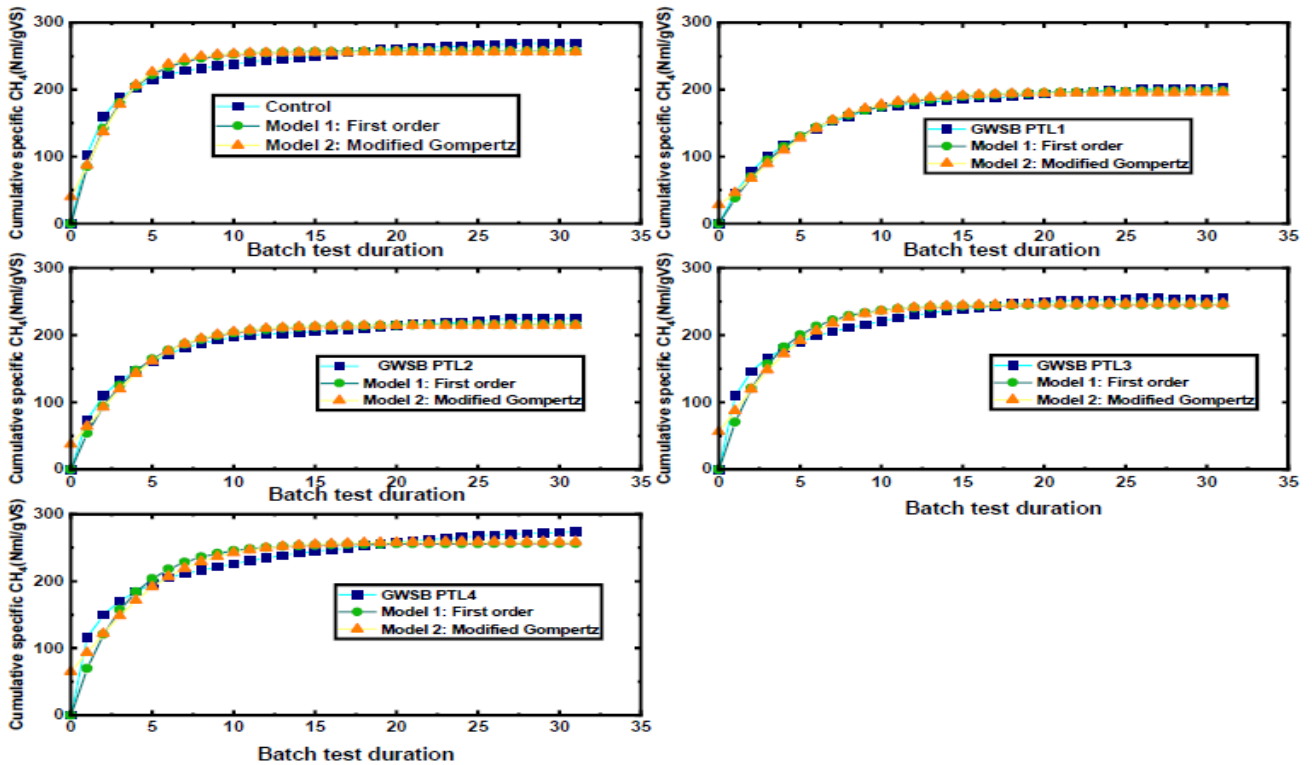 Cumulative specific CH₄(Nml/gVS)
300
200
100
0
0 5 10 15 20 25 30 35
Batch test duration
Control
Model 1: First order
Model 2: Modified Gompertz
Cumulative specific CH₄(Nml/gVS)
300
200
100
0
0 5 10 15 20 25 30 35
Batch test duration
GWSB PTL1
Model 1: First order
Model 2: Modified Gompertz
Cumulative specific CH₄(Nml/gVS)
300
200
100
0
0 5 10 15 20 25 30 35
Batch test duration
GWSB PTL2
Model 1: First order
Model 2: Modified Gompertz
Cumulative specific CH₄(Nml/gVS)
300
200
100
0
0 5 10 15 20 25 30 35
Batch test duration
GWSB PTL3
Model 1: First order
Model 2: Modified Gompertz
Cumulative specific CH₄(Nml/gVS)
300
200
100
0
0 5 10 15 20 25 30 35
Batch test duration
GWSB PTL4
Model 1: First order
Model 2: Modified Gompertz